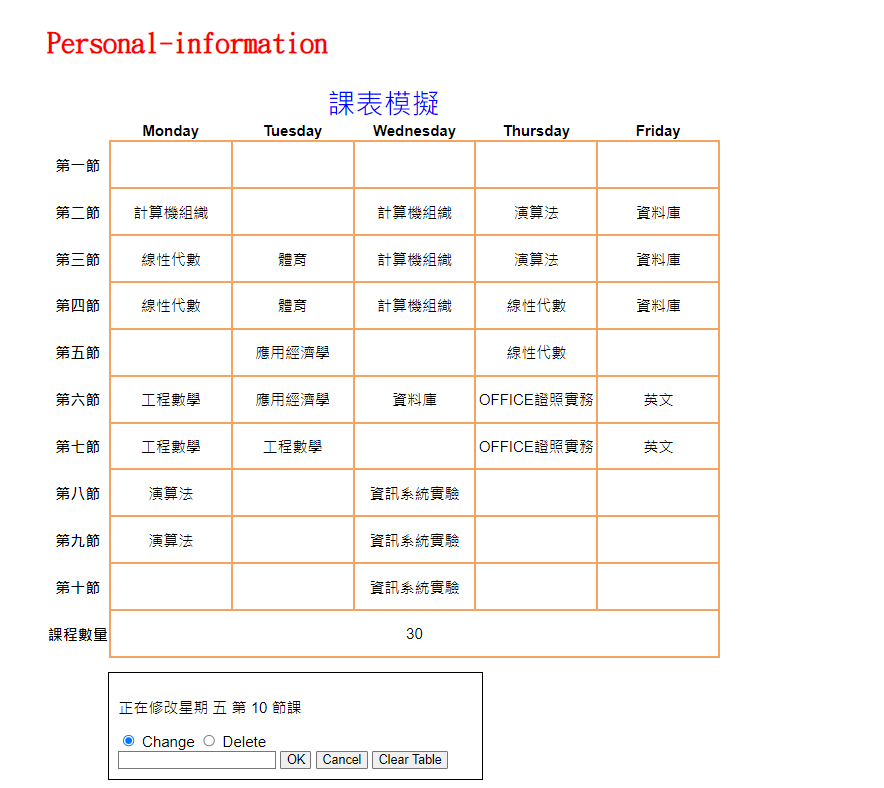 Personal-information
課表模擬
Monday Tuesday Wednesday Thursday Friday
第一節
第二節 計算機組織 計算機組織 演算法 資料庫
第三節 線性代數 體育 計算機組織 演算法 資料庫
第四節 線性代數 體育 計算機組織 線性代數 資料庫
第五節 應用經濟學 線性代數
第六節 工程數學 應用經濟學 資料庫 OFFICE證照實務 英文
第七節 工程數學 工程數學 OFFICE證照實務 英文
第八節 演算法 資訊系統實驗
第九節 演算法 資訊系統實驗
第十節 資訊系統實驗
課程數量 30
正在修改星期 五 第 10 節課
Change Delete
OK Cancel Clear Table